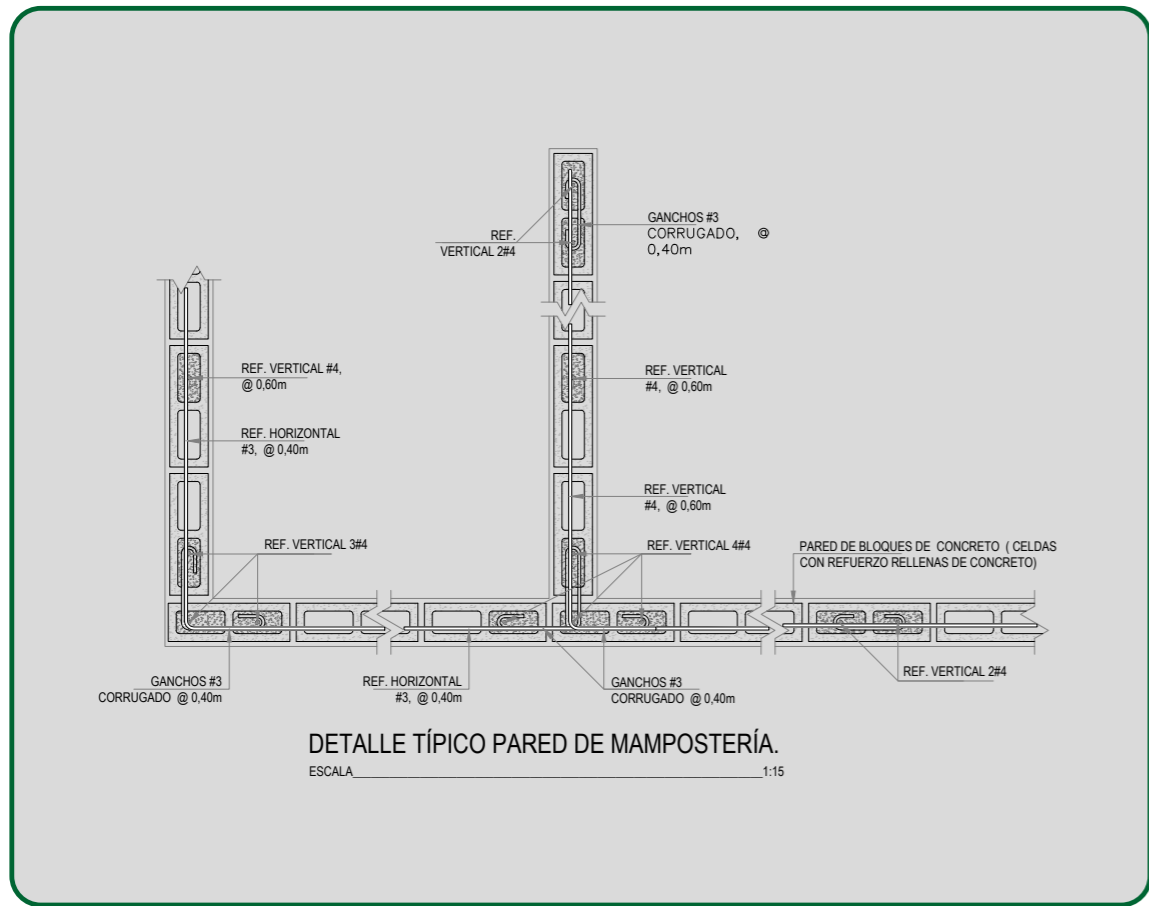 REF.
VERTICAL 2#4
GANCHOS #3
CORRUGADO, @
0,40m
REF. VERTICAL #4,
@ 0,60m
REF. VERTICAL
#4, @ 0,60m
REF. HORIZONTAL
#3, @ 0,40m
REF. VERTICAL
#4, @ 0,60m
REF. VERTICAL 3#4
REF. VERTICAL 4#4
PARED DE BLOQUES DE CONCRETO ( CELDAS
CON REFUERZO RELLENAS DE CONCRETO)
GANCHOS #3
CORRUGADO @ 0,40m
REF. HORIZONTAL
#3, @ 0,40m
GANCHOS #3
CORRUGADO @ 0,40m
REF. VERTICAL 2#4
DETALLE TÍPICO PARED DE MAMPOSTERÍA.
ESCALA 1:15